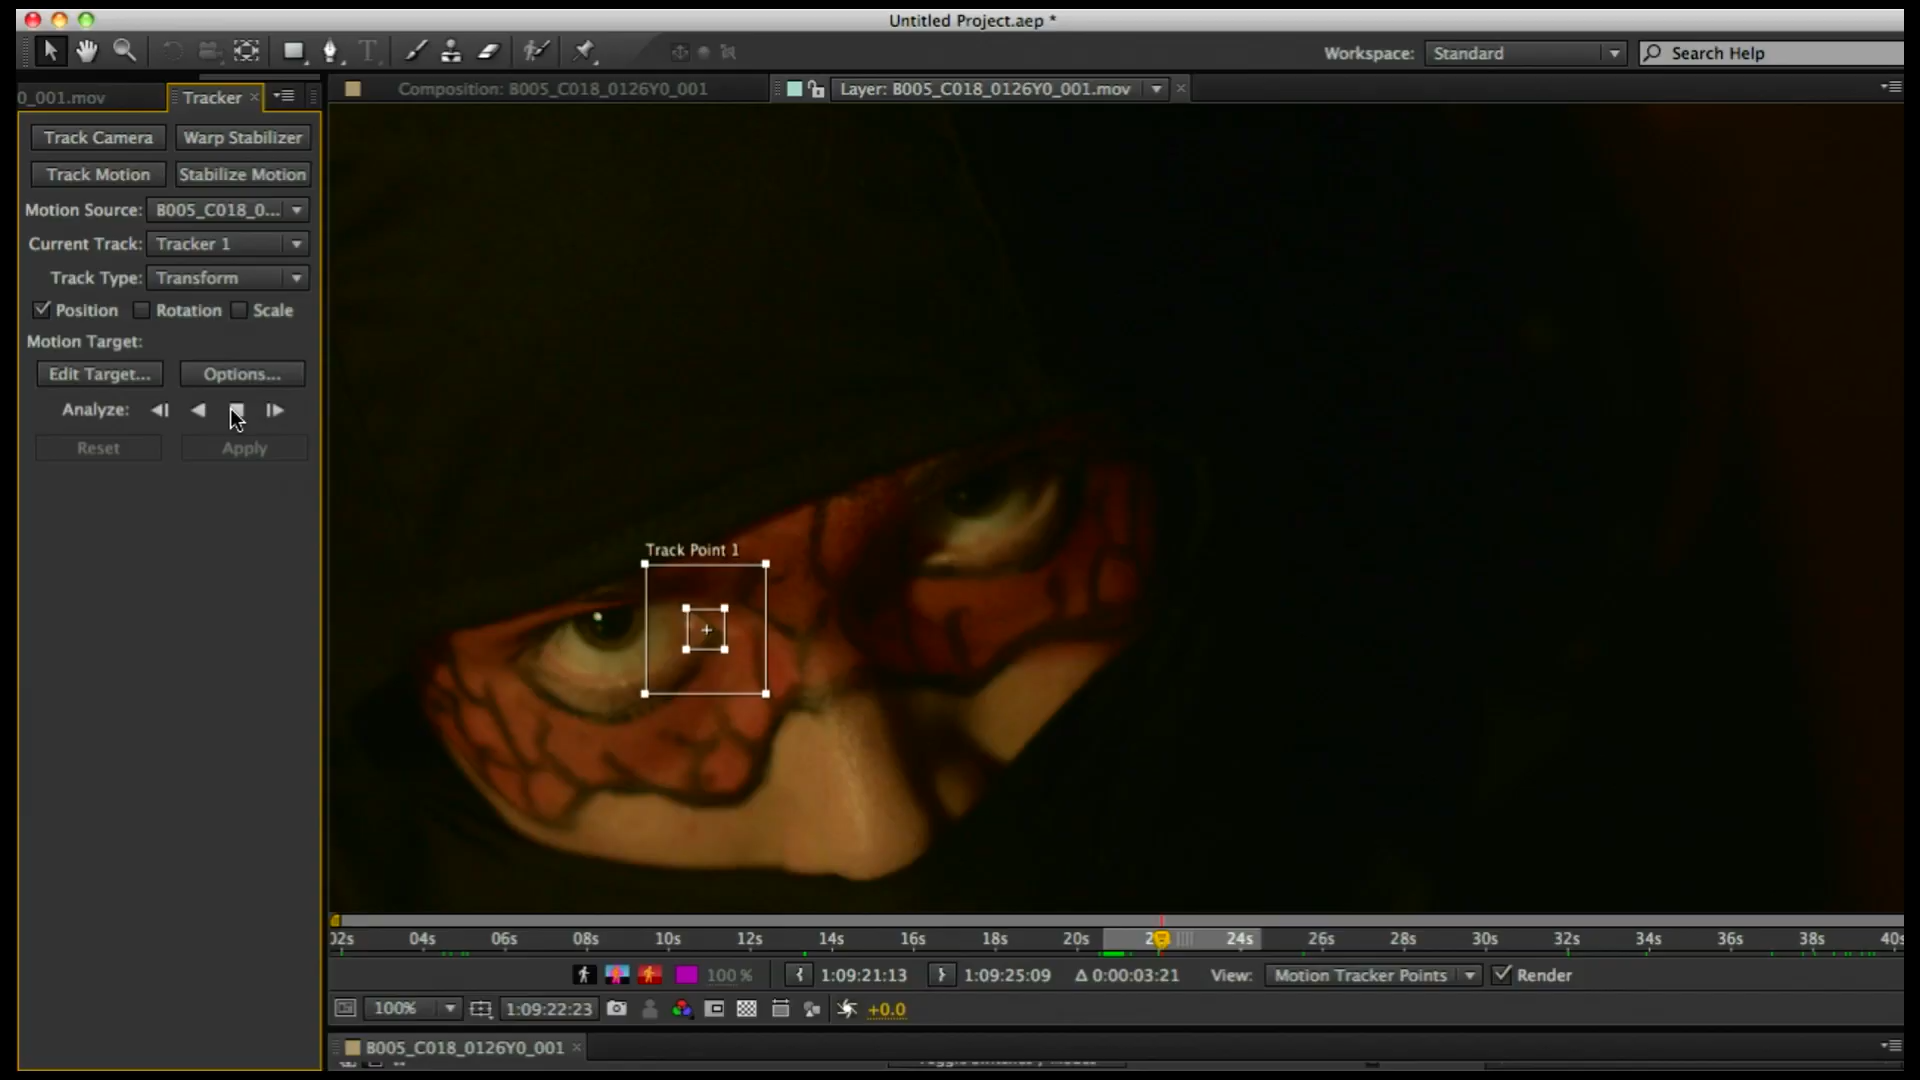 Untitled Project.aep *
Workspace: Standard Search Help
0_001.mov Tracker × Composition: B005_C018_0126Y0_001 Layer: B005_C018_0126Y0_001.mov ×
Track Camera Warp Stabilizer
Track Motion Stabilize Motion
Motion Source: B005_C018_0...
Current Track: Tracker 1
Track Type: Transform
Position Rotation Scale
Motion Target:
Edit Target... Options...
Analyze:
Reset Apply
Track Point 1
02s 04s 06s 08s 10s 12s 14s 16s 18s 20s 24s 26s 28s 30s 32s 34s 36s 38s 40s
100 % { 1:09:21:13 } 1:09:25:09 Δ 0:00:03:21 View: Motion Tracker Points Render
100% 1:09:22:23 +0.0
B005_C018_0126Y0_001 ×